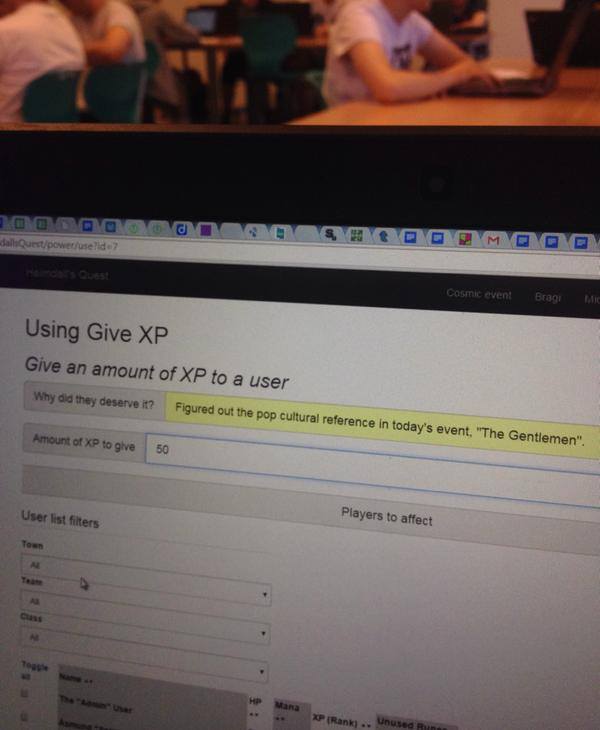 dallsQuest/power/use?id=7
Heimdall's Quest
Cosmic event Bragi
Using Give XP
Give an amount of XP to a user
Why did they deserve it? Figured out the pop cultural reference in today's event, "The Gentlemen".
Amount of XP to give 50
Players to affect
User list filters
Town
All
Team
All
Class
All
Toggle all Name HP Mana XP (Rank) Unused
The "Admin" User